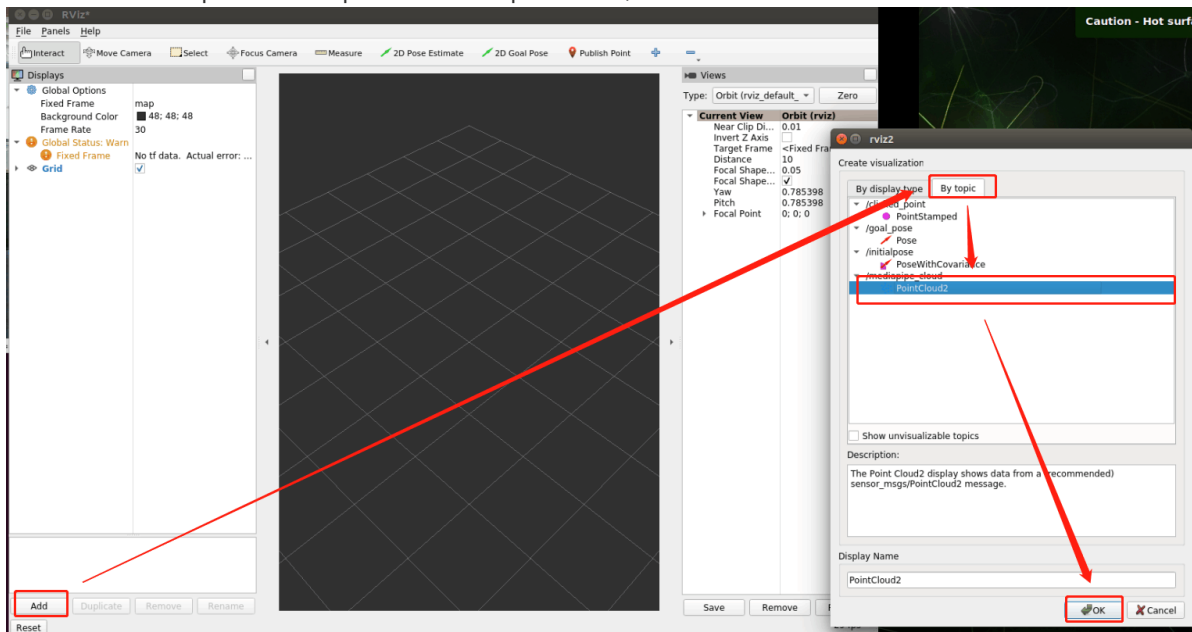 RViz*
File Panels Help
Interact Move Camera Select Focus Camera Measure 2D Pose Estimate 2D Goal Pose Publish Point
Displays
Global Options
Fixed Frame map
Background Color 48; 48; 48
Frame Rate 30
Global Status: Warn
Fixed Frame No tf data. Actual error: ...
Grid
Add Duplicate Remove Rename
Reset
Views
Type: Orbit (rviz_default_ Zero
Current View Orbit (rviz)
Near Clip Di... 0.01
Invert Z Axis
Target Frame <Fixed Fra
Distance 10
Focal Shape... 0.05
Focal Shape...
Yaw 0.785398
Pitch 0.785398
Focal Point 0; 0; 0
Save Remove
Caution - Hot surf
rviz2
Create visualization
By display type By topic
/clicked_point
PointStamped
/goal_pose
Pose
/initialpose
PoseWithCovariance
/mediapipe_cloud
PointCloud2
Show unvisualizable topics
Description:
The Point Cloud2 display shows data from a (recommended)
sensor_msgs/PointCloud2 message.
Display Name
PointCloud2
OK Cancel